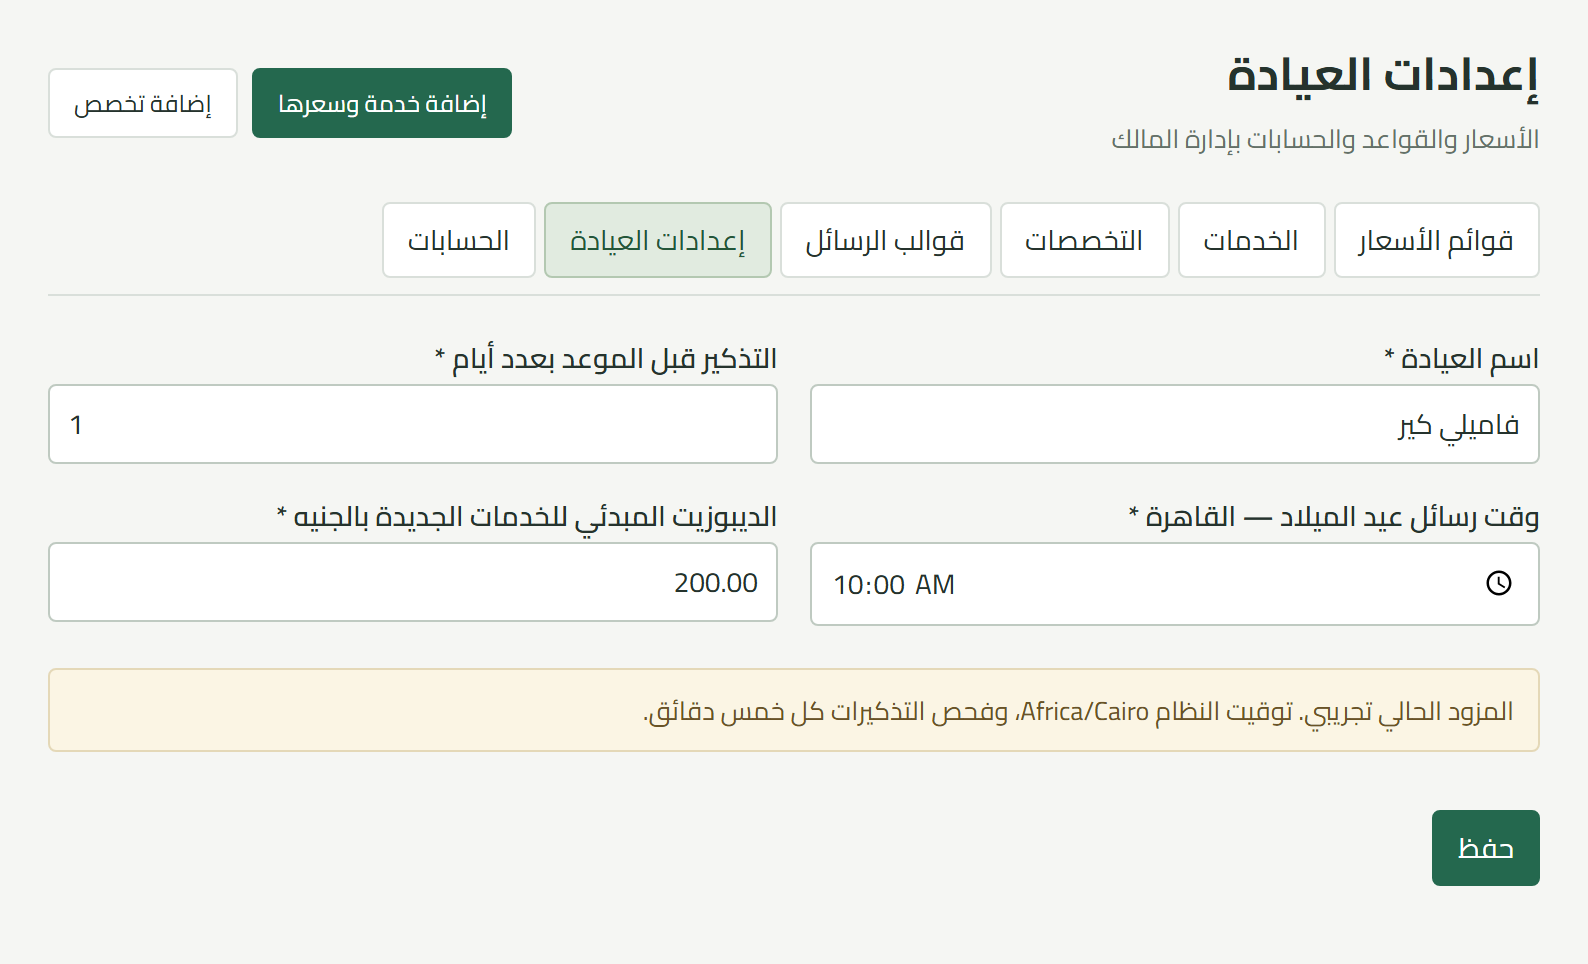 إعدادات العيادة
الأسعار والقواعد والحسابات بإدارة المالك
إضافة خدمة وسعرها
إضافة تخصص
قوائم الأسعار
الخدمات
التخصصات
قوالب الرسائل
إعدادات العيادة
الحسابات
اسم العيادة *
فاميلي كير
التذكير قبل الموعد بعدد أيام *
1
وقت رسائل عيد الميلاد — القاهرة *
10:00 AM
الديبوزيت المبدئي للخدمات الجديدة بالجنيه *
200.00
المزود الحالي تجريبي. توقيت النظام Africa/Cairo، وفحص التذكيرات كل خمس دقائق.
حفظ